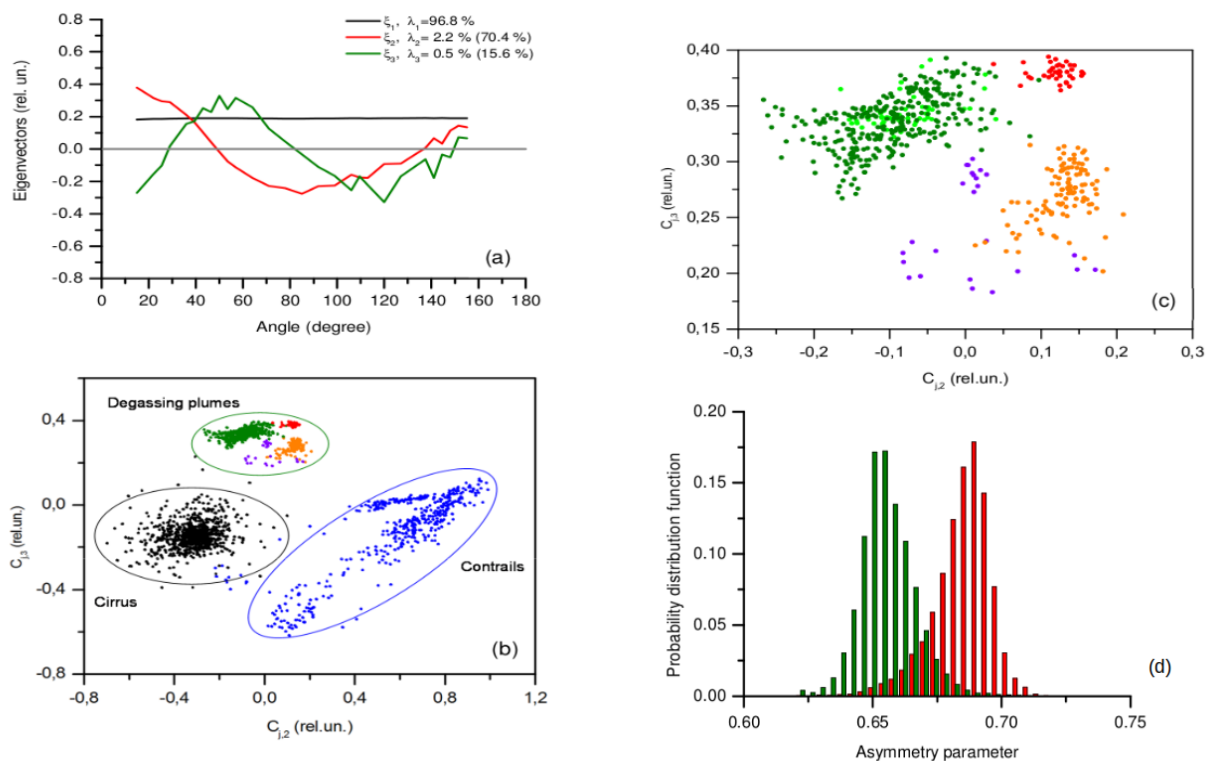 0.8
0.6
0.4
0.2
0.0
-0.2
-0.4
-0.6
-0.8
Eigenvectors (rel. un.)
ξ1, λ1=96.8 %
ξ2, λ2= 2.2 % (70.4 %)
ξ3, λ3= 0.5 % (15.6 %)
(a)
0 20 40 60 80 100 120 140 160 180
Angle (degree)
0,40
0,35
0,30
0,25
0,20
0,15
Cj,3 (rel.un.)
(c)
-0,3 -0,2 -0,1 0,0 0,1 0,2 0,3
Cj,2 (rel.un.)
Degassing plumes
0,4
0,0
-0,4
-0,8
Cj,3 (rel.un.)
Contrails
Cirrus
(b)
-0,8 -0,4 0,0 0,4 0,8 1,2
Cj,2 (rel.un.)
0.20
0.15
0.10
0.05
0.00
Probability distribution function
(d)
0.60 0.65 0.70 0.75
Asymmetry parameter